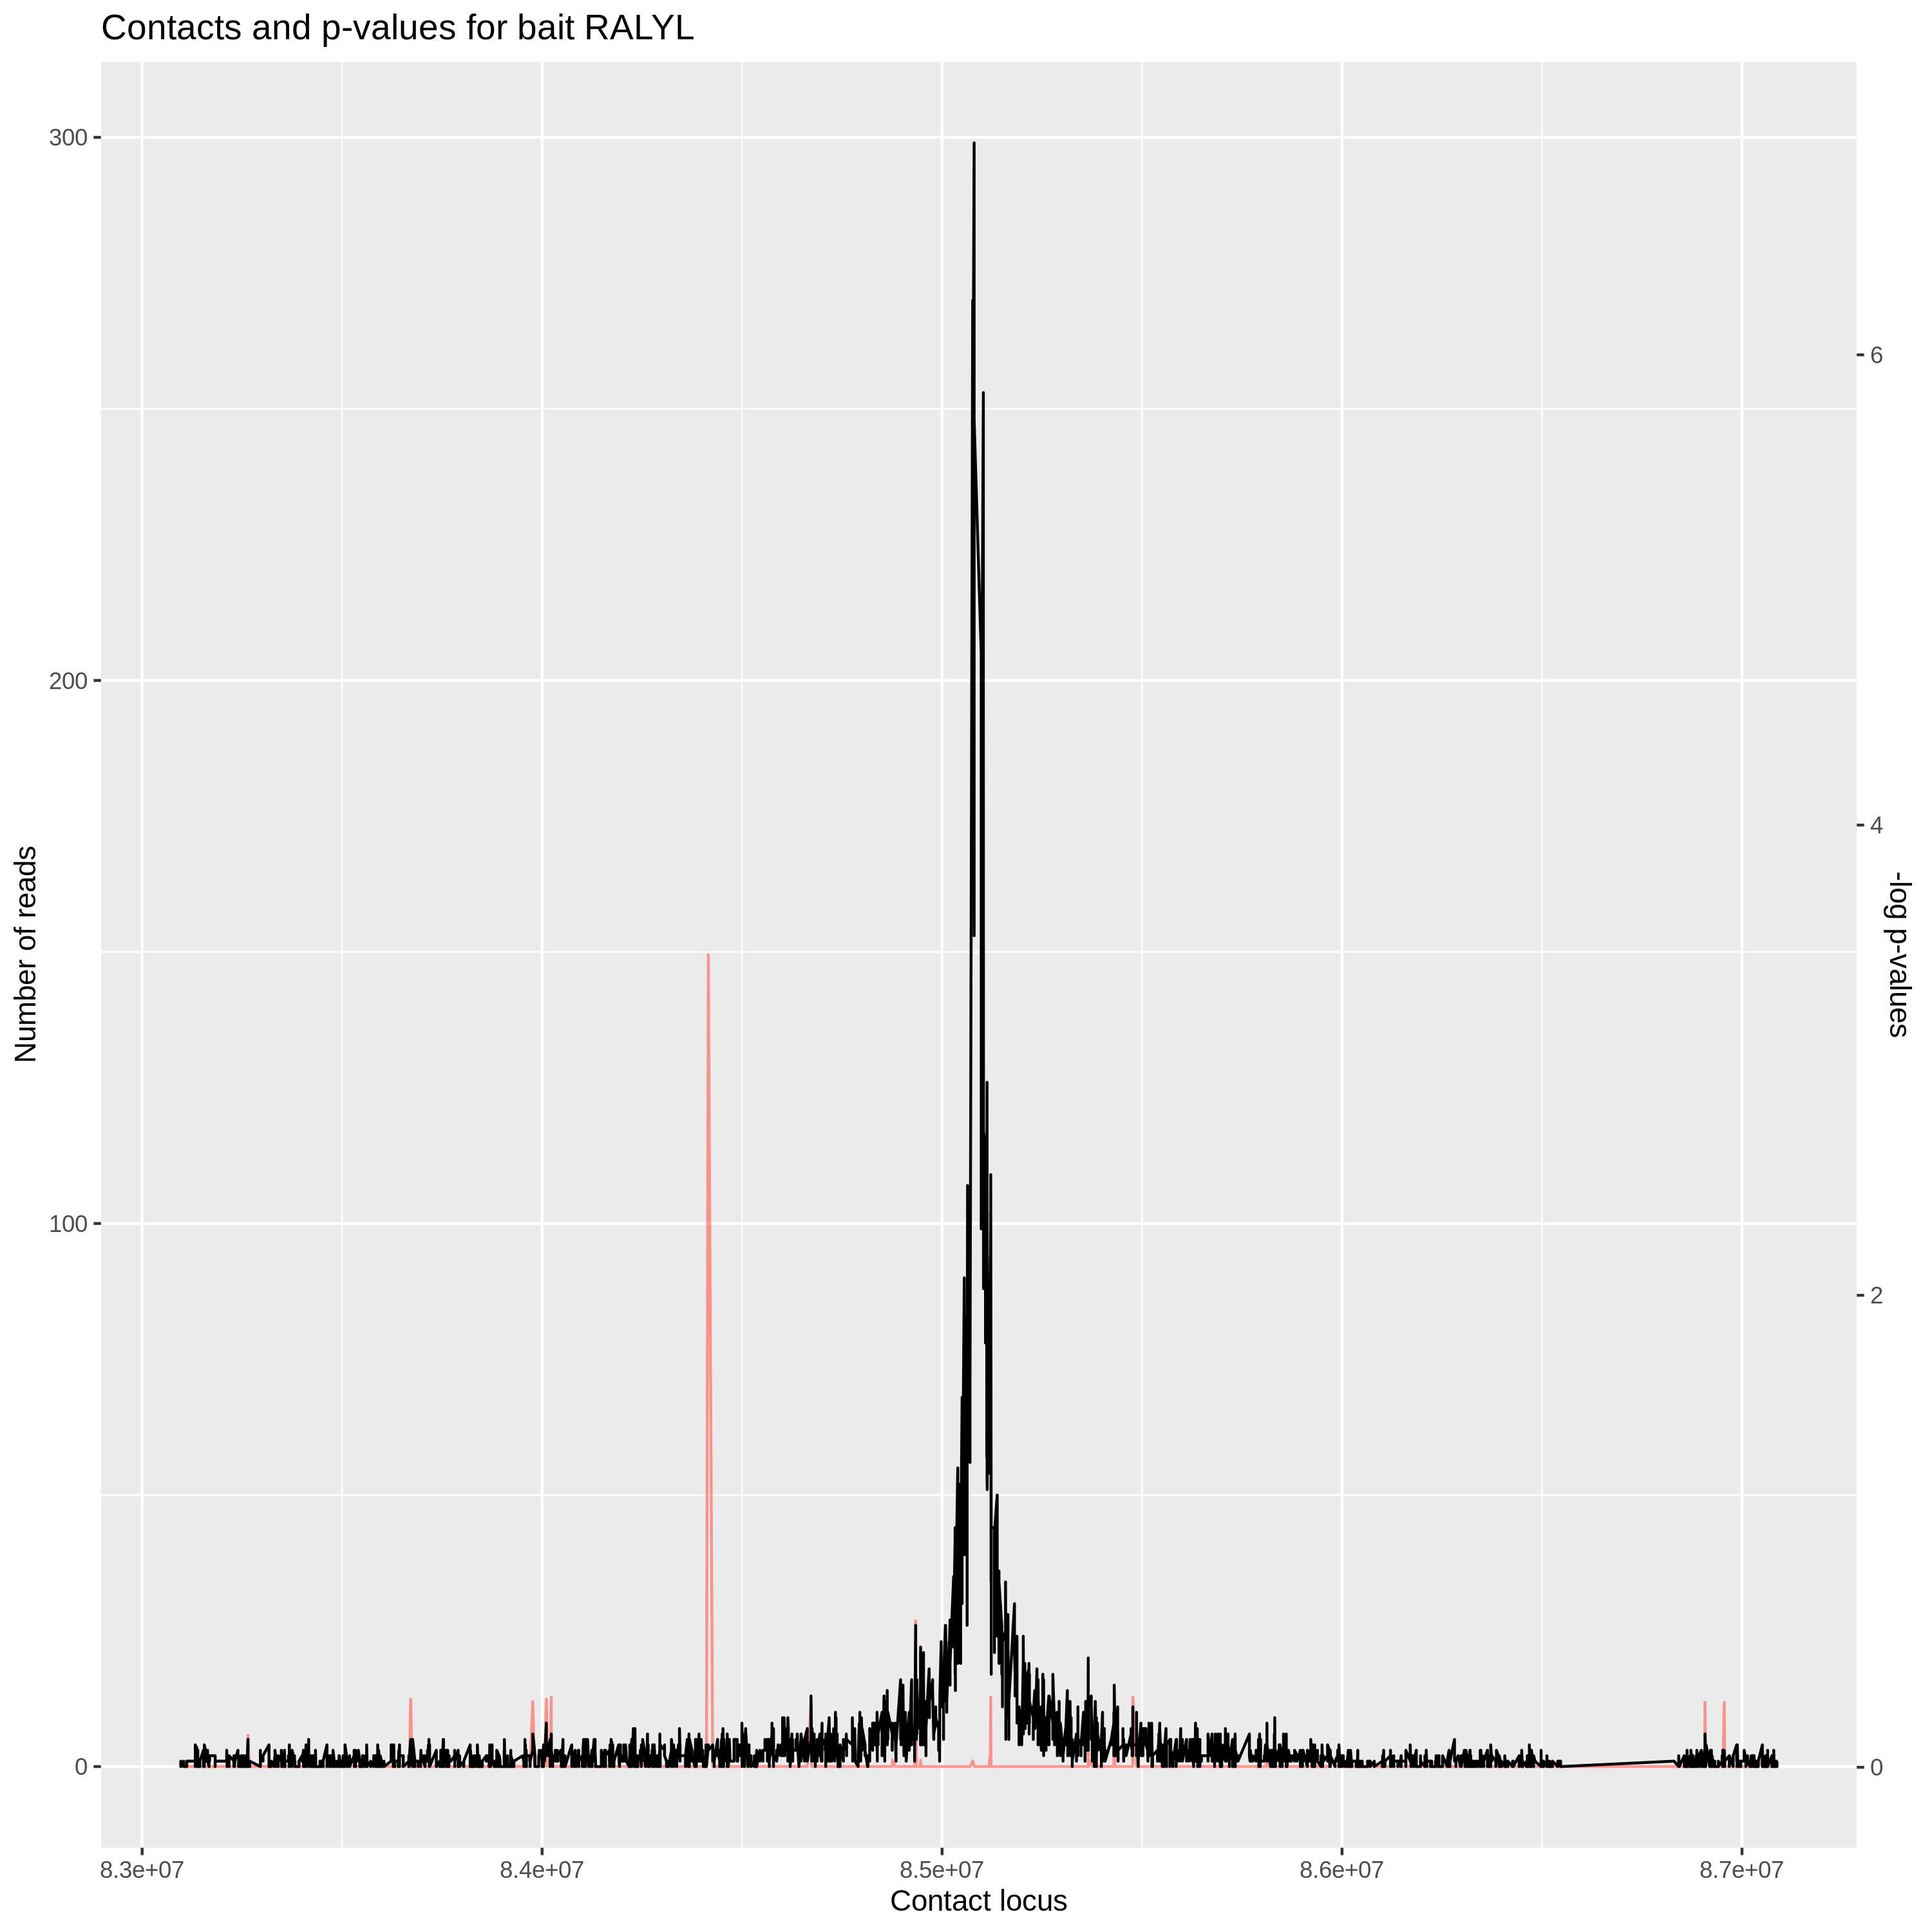 Contacts and p-values for bait RALYL
300
200
100
0
Number of reads
6
4
2
0
-log p-values
8.3e+07
8.4e+07
8.5e+07
8.6e+07
8.7e+07
Contact locus